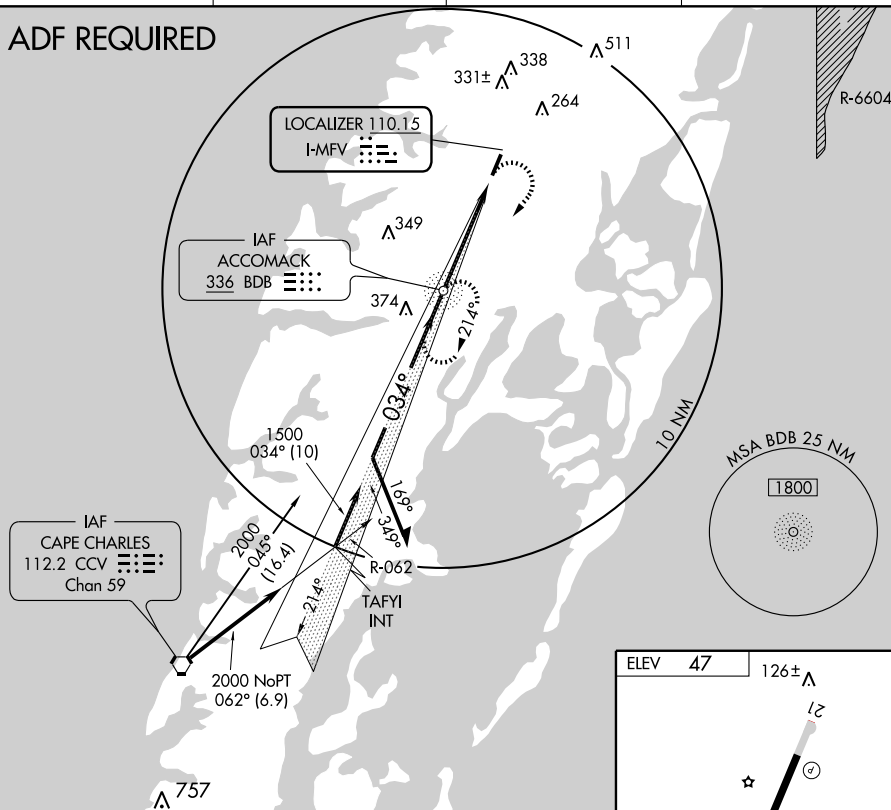 ADF REQUIRED
511
338
331±
264
R-6604
LOCALIZER 110.15
I-MFV
349
IAF
ACCOMACK
336 BDB
374
214°
034°
10 NM
1500
034° (10)
MSA BDB 25 NM
1800
169°
349°
IAF
CAPE CHARLES
112.2 CCV
Chan 59
2000
045°
(16.4)
R-062
214°
TAFYI
INT
2000 NoPT
062° (6.9)
ELEV 47
126±
21
P
757